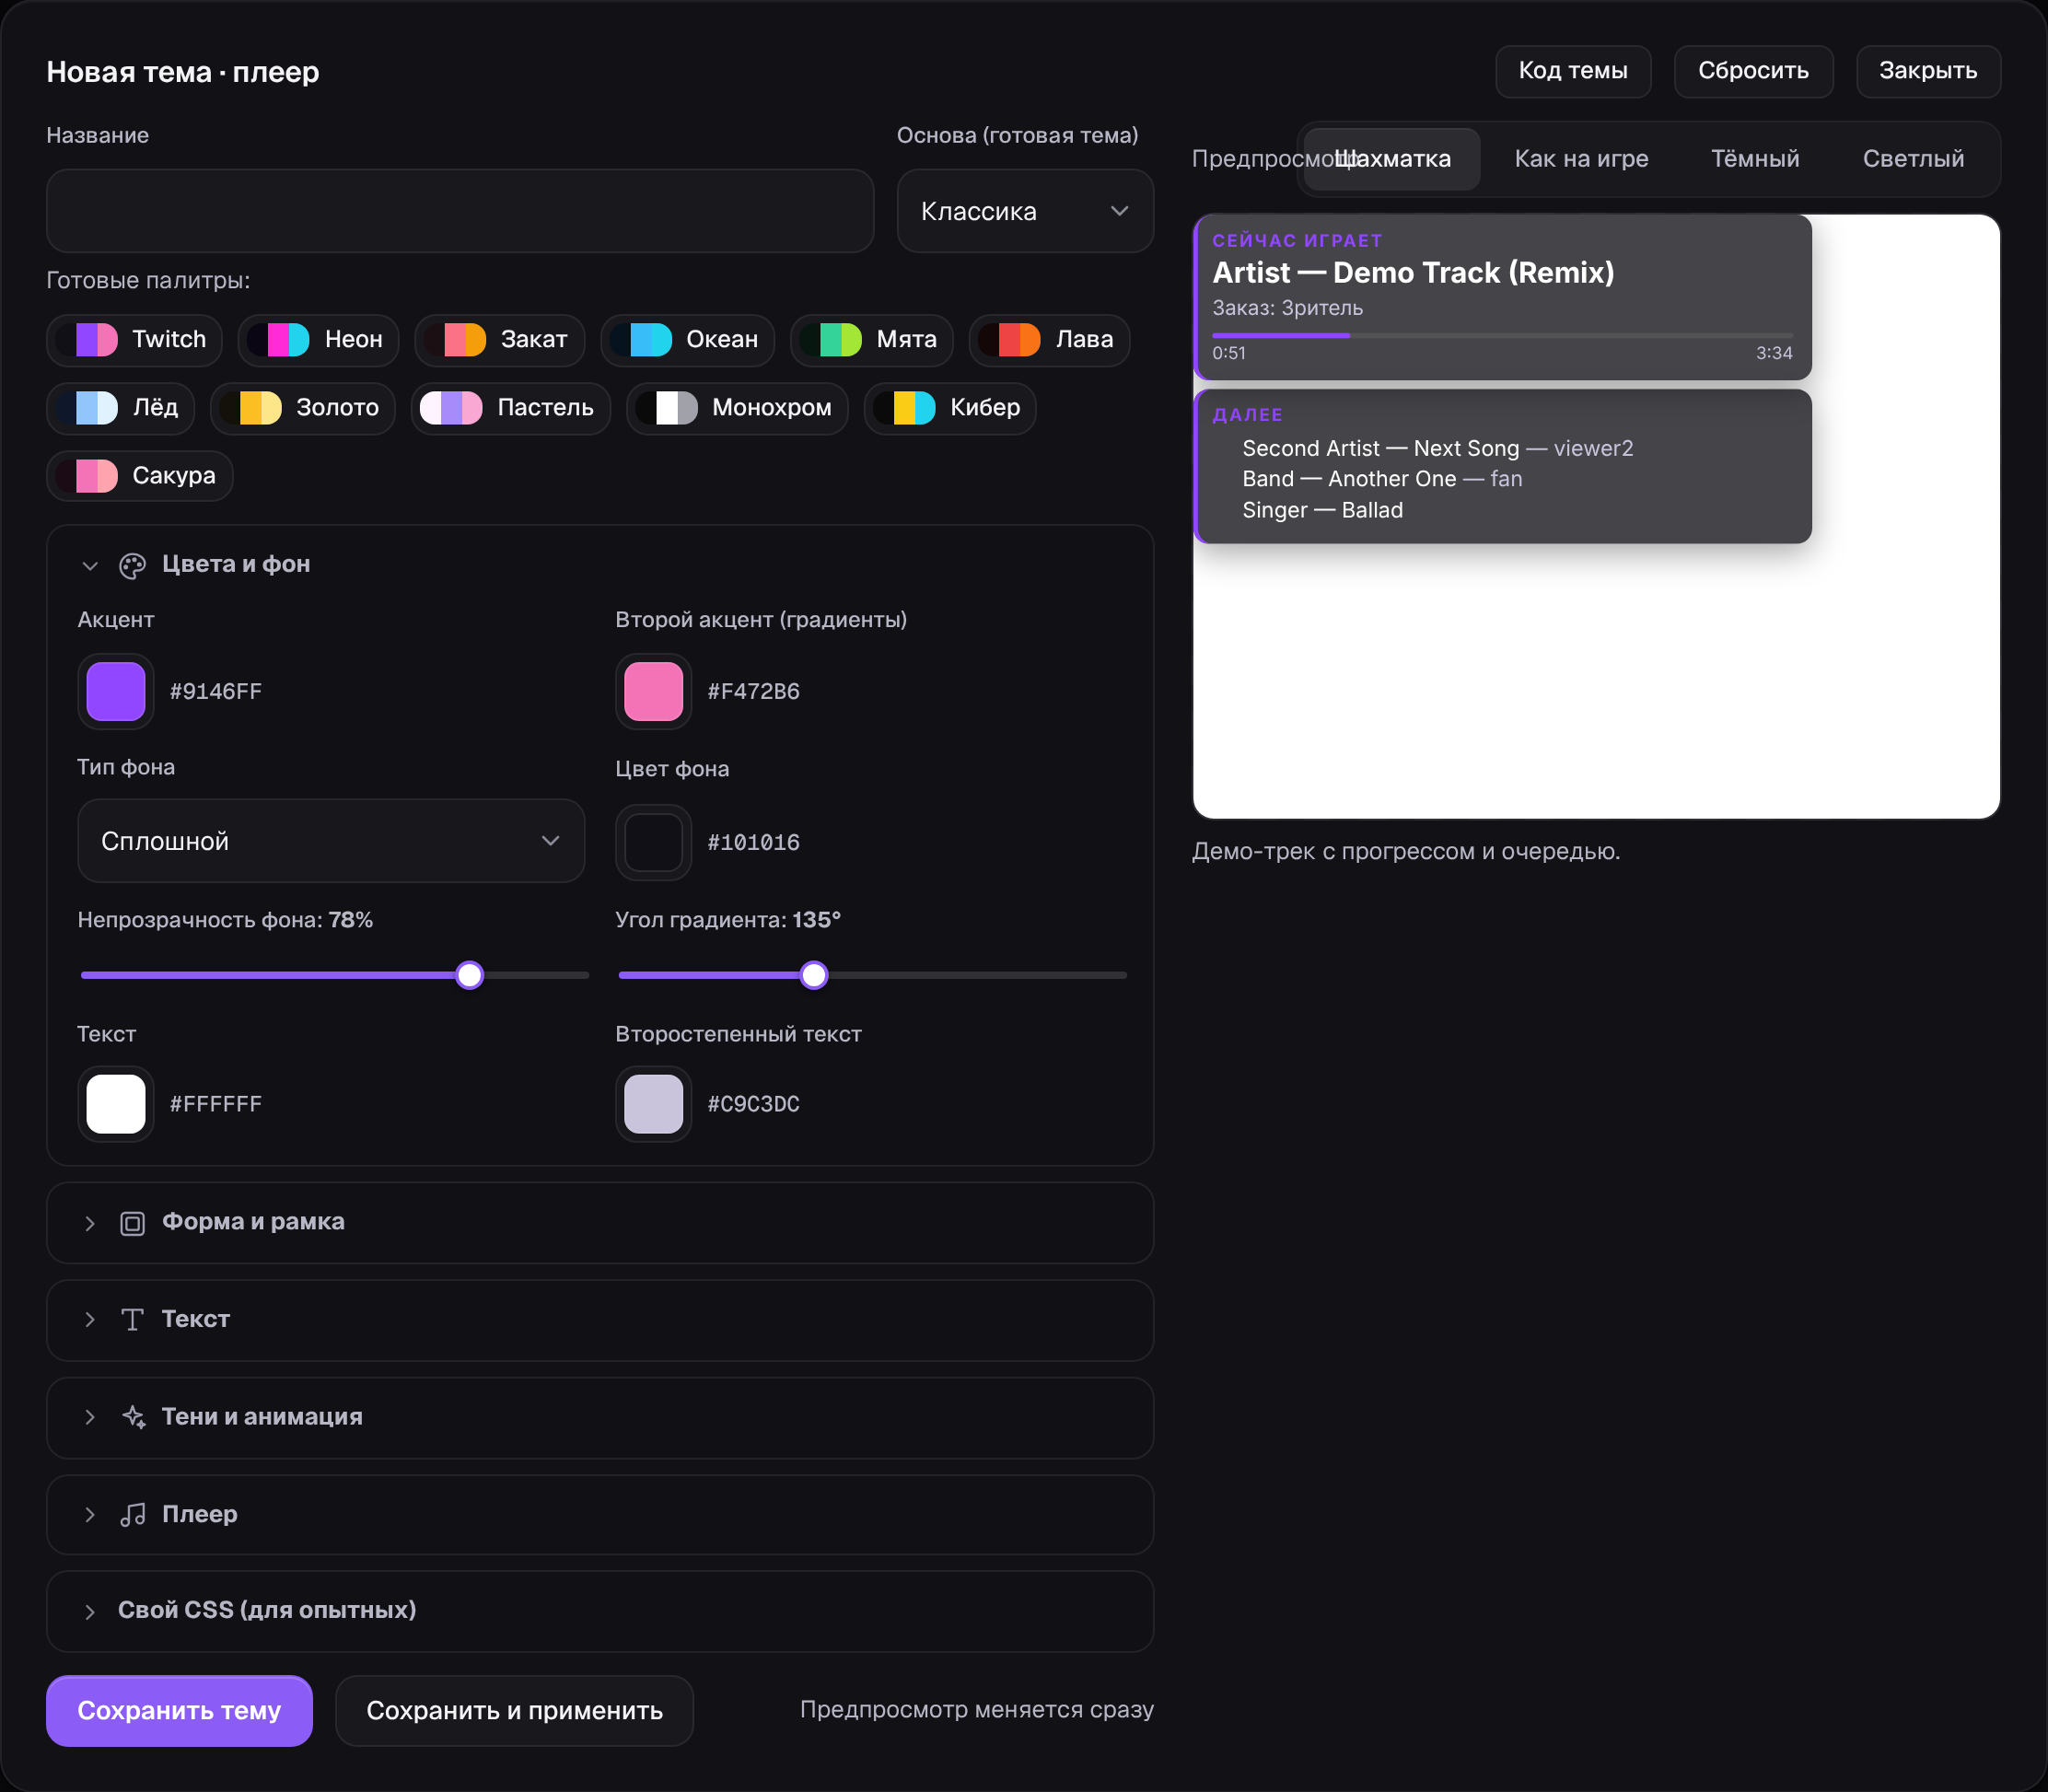 Новая тема · плеер
Код темы
Сбросить
Закрыть
Название
Основа (готовая тема)
Классика
Готовые палитры:
Twitch
Неон
Закат
Океан
Мята
Лава
Лёд
Золото
Пастель
Монохром
Кибер
Сакура
Цвета и фон
Акцент
Второй акцент (градиенты)
#9146FF
#F472B6
Тип фона
Цвет фона
Сплошной
#101016
Непрозрачность фона: 78%
Угол градиента: 135°
Текст
Второстепенный текст
#FFFFFF
#C9C3DC
Форма и рамка
Текст
Тени и анимация
Плеер
Свой CSS (для опытных)
Сохранить тему
Сохранить и применить
Предпросмотр меняется сразу
Предпросмотр
Шахматка
Как на игре
Тёмный
Светлый
СЕЙЧАС ИГРАЕТ
Artist — Demo Track (Remix)
Заказ: Зритель
0:51
3:34
ДАЛЕЕ
Second Artist — Next Song — viewer2
Band — Another One — fan
Singer — Ballad
Демо-трек с прогрессом и очередью.